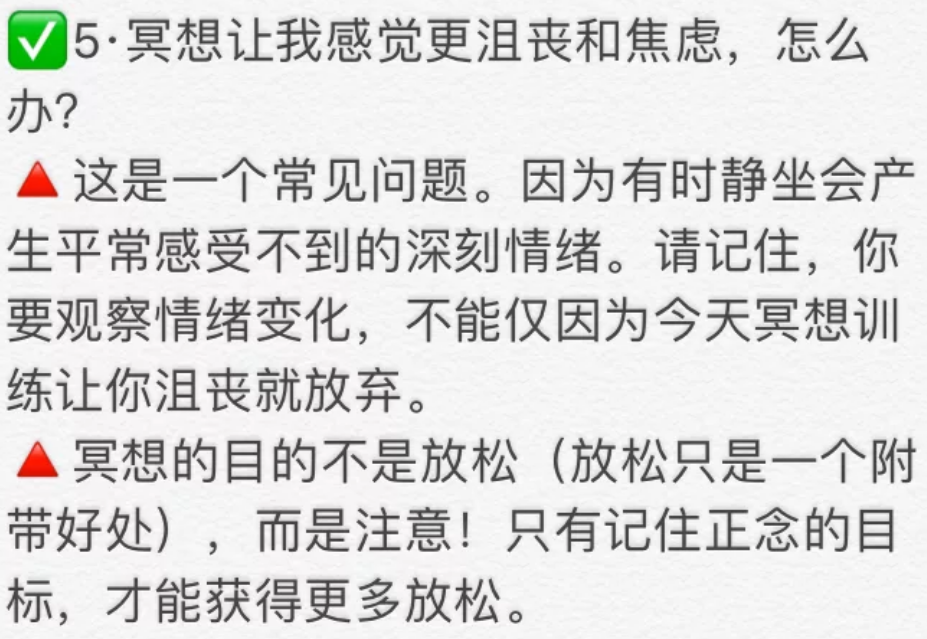 ✅5·冥想让我感觉更沮丧和焦虑，怎么
办？
🔺这是一个常见问题。因为有时静坐会产
生平常感受不到的深刻情绪。请记住，你
要观察情绪变化，不能仅因为今天冥想训
练让你沮丧就放弃。
🔺冥想的目的不是放松（放松只是一个附
带好处），而是注意！只有记住正念的目
标，才能获得更多放松。